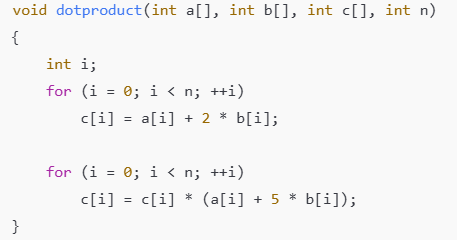 void dotproduct(int a[], int b[], int c[], int n)
{
    int i;
    for (i = 0; i < n; ++i)
        c[i] = a[i] + 2 * b[i];

    for (i = 0; i < n; ++i)
        c[i] = c[i] * (a[i] + 5 * b[i]);
}